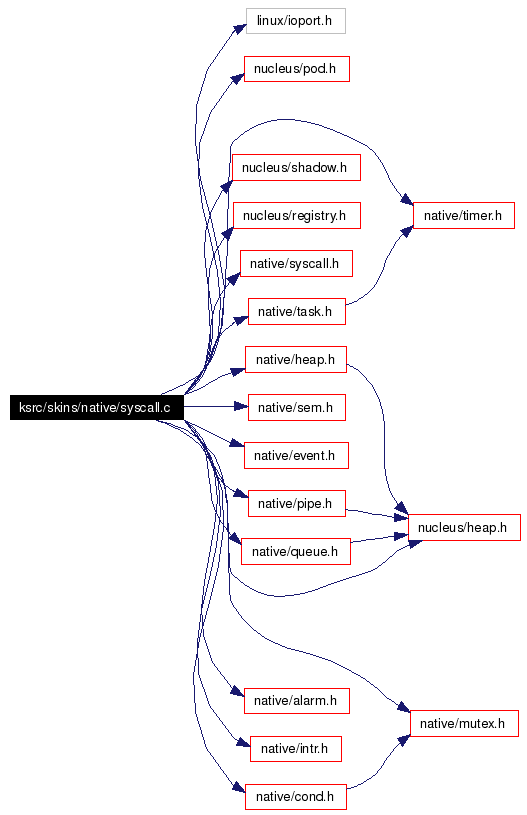 linux/ioport.h
nucleus/pod.h
nucleus/shadow.h
nucleus/registry.h
native/timer.h
native/syscall.h
native/task.h
native/heap.h
ksrc/skins/native/syscall.c
native/sem.h
native/event.h
native/pipe.h
nucleus/heap.h
native/queue.h
native/alarm.h
native/mutex.h
native/intr.h
native/cond.h